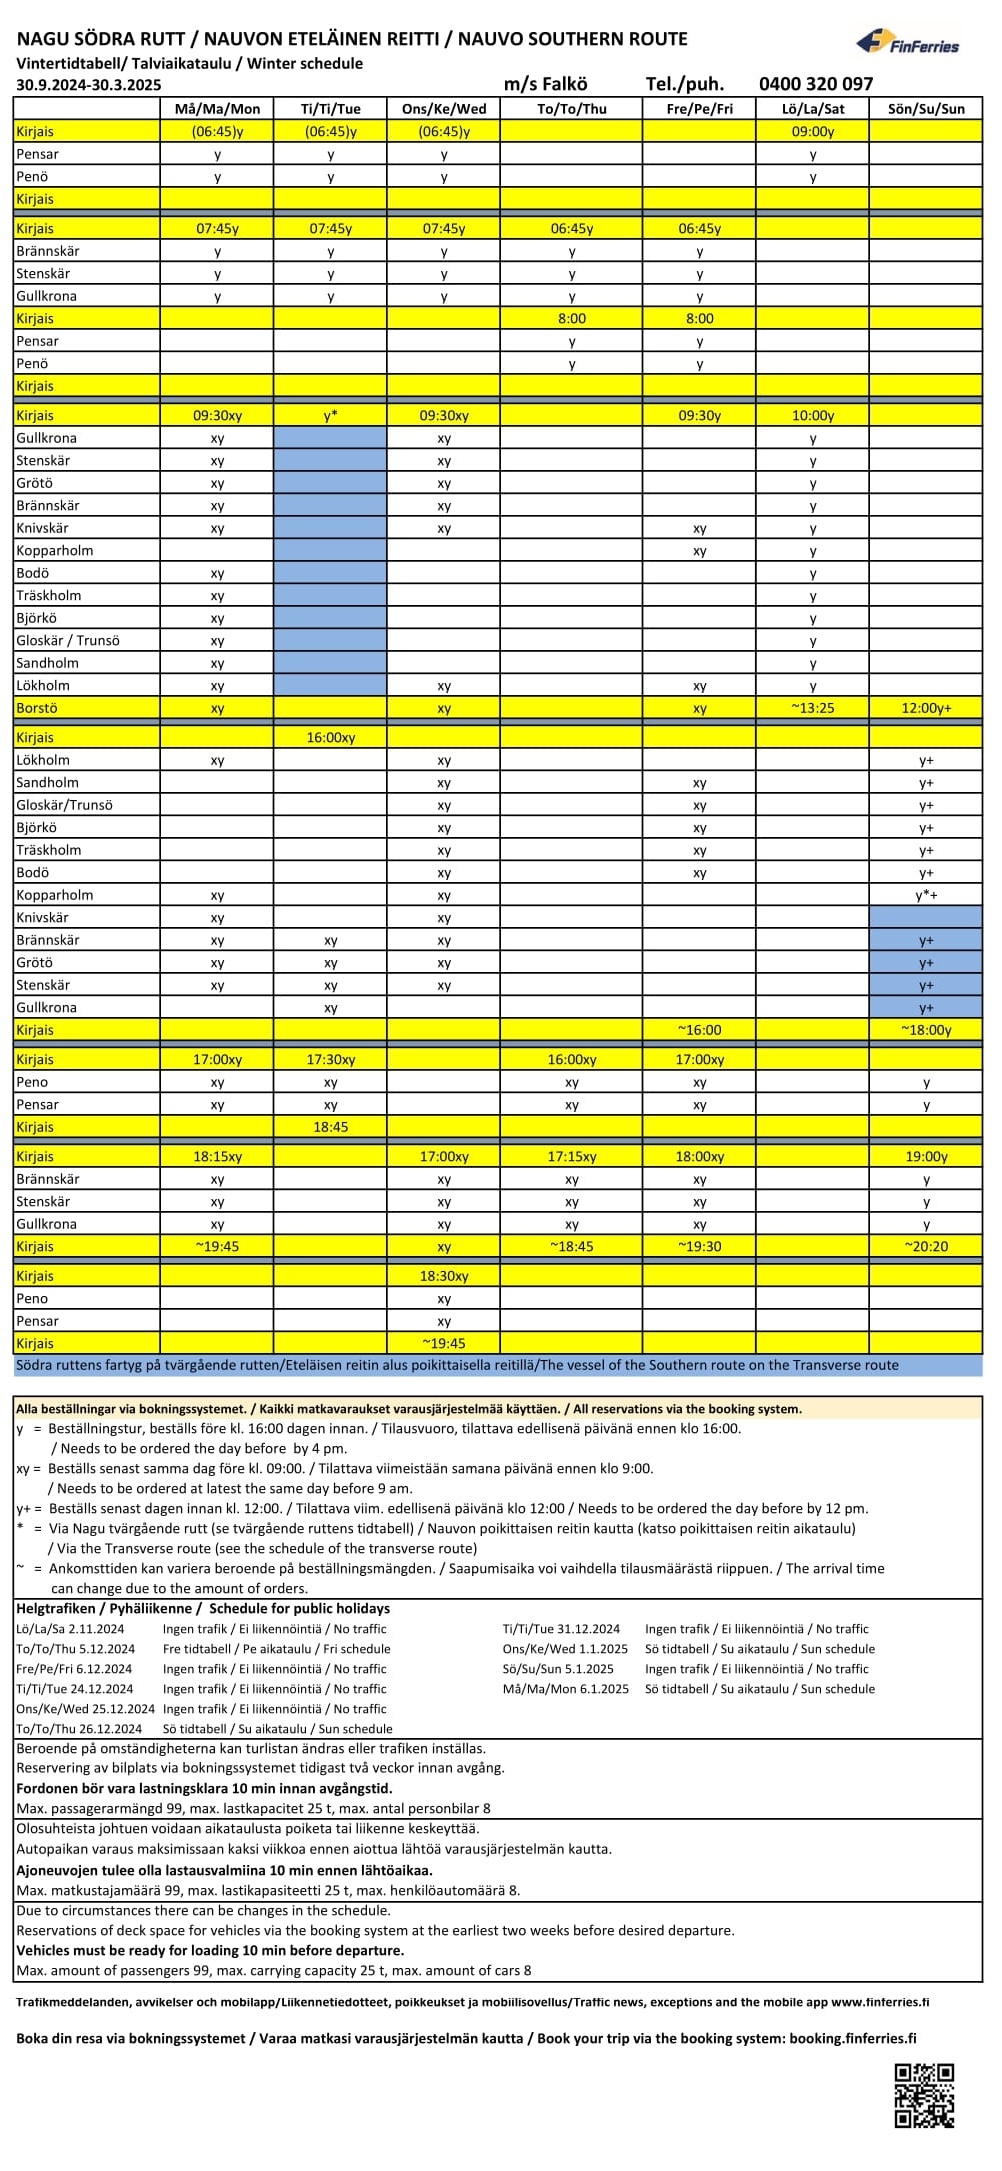 NAGU SÖDRA RUTT / NAUVON ETELÄINEN REITTI / NAUVO SOUTHERN ROUTE
FinFerries
Vintertidtabell/ Talviaikataulu / Winter schedule
30.9.2024-30.3.2025 m/s Falkö Tel./puh. 0400 320 097
Må/Ma/Mon Ti/Ti/Tue Ons/Ke/Wed To/To/Thu Fre/Pe/Fri Lö/La/Sat Sön/Su/Sun
Kirjais (06:45)y (06:45)y (06:45)y 09:00y
Pensar y y y y
Penö y y y y
Kirjais
Kirjais 07:45y 07:45y 07:45y 06:45y 06:45y
Brännskär y y y y y
Stenskär y y y y y
Gullkrona y y y y y
Kirjais 8:00 8:00
Pensar y y
Penö y y
Kirjais
Kirjais 09:30xy y* 09:30xy 09:30y 10:00y
Gullkrona xy xy y
Stenskär xy xy y
Grötö xy xy y
Brännskär xy xy y
Knivskär xy xy xy y
Kopparholm xy y
Bodö xy y
Träskholm xy y
Björkö xy y
Gloskär / Trunsö xy y
Sandholm xy y
Lökholm xy xy xy y
Borstö xy xy xy ~13:25 12:00y+
Kirjais 16:00xy
Lökholm xy xy y+
Sandholm xy xy y+
Gloskär/Trunsö xy xy y+
Björkö xy xy y+
Träskholm xy xy y+
Bodö xy xy y+
Kopparholm xy xy y*+
Knivskär xy xy
Brännskär xy xy xy y+
Grötö xy xy xy y+
Stenskär xy xy xy y+
Gullkrona xy y+
Kirjais ~16:00 ~18:00y
Kirjais 17:00xy 17:30xy 16:00xy 17:00xy
Peno xy xy xy xy y
Pensar xy xy xy xy y
Kirjais 18:45
Kirjais 18:15xy 17:00xy 17:15xy 18:00xy 19:00y
Brännskär xy xy xy xy y
Stenskär xy xy xy xy y
Gullkrona xy xy xy xy y
Kirjais ~19:45 xy ~18:45 ~19:30 ~20:20
Kirjais 18:30xy
Peno xy
Pensar xy
Kirjais ~19:45
Södra ruttens fartyg på tvärgående rutten/Eteläisen reitin alus poikittaisella reitillä/The vessel of the Southern route on the Transverse route
Alla beställningar via bokningssystemet. / Kaikki matkavaraukset varausjärjestelmää käyttäen. / All reservations via the booking system.
y = Beställningstur, beställs före kl. 16:00 dagen innan. / Tilausvuoro, tilattava edellisenä päivänä ennen klo 16:00.
/ Needs to be ordered the day before by 4 pm.
xy = Beställs senast samma dag före kl. 09:00. / Tilattava viimeistään samana päivänä ennen klo 9:00.
/ Needs to be ordered at latest the same day before 9 am.
y+ = Beställs senast dagen innan kl. 12:00. / Tilattava viim. edellisenä päivänä klo 12:00 / Needs to be ordered the day before by 12 pm.
* = Via Nagu tvärgående rutt (se tvärgående ruttens tidtabell) / Nauvon poikittaisen reitin kautta (katso poikittaisen reitin aikataulu)
/ Via the Transverse route (see the schedule of the transverse route)
~ = Ankomsttiden kan variera beroende på beställningsmängden. / Saapumisaika voi vaihdella tilausmäärästä riippuen. / The arrival time
can change due to the amount of orders.
Helgtrafiken / Pyhäliikenne / Schedule for public holidays
Lö/La/Sa 2.11.2024 Ingen trafik / Ei liikennöintiä / No traffic Ti/Ti/Tue 31.12.2024 Ingen trafik / Ei liikennöintiä / No traffic
To/To/Thu 5.12.2024 Fre tidtabell / Pe aikataulu / Fri schedule Ons/Ke/Wed 1.1.2025 Sö tidtabell / Su aikataulu / Sun schedule
Fre/Pe/Fri 6.12.2024 Ingen trafik / Ei liikennöintiä / No traffic Sö/Su/Sun 5.1.2025 Ingen trafik / Ei liikennöintiä / No traffic
Ti/Ti/Tue 24.12.2024 Ingen trafik / Ei liikennöintiä / No traffic Må/Ma/Mon 6.1.2025 Sö tidtabell / Su aikataulu / Sun schedule
Ons/Ke/Wed 25.12.2024 Ingen trafik / Ei liikennöintiä / No traffic
To/To/Thu 26.12.2024 Sö tidtabell / Su aikataulu / Sun schedule
Beroende på omständigheterna kan turlistan ändras eller trafiken inställas.
Reservering av bilplats via bokningssystemet tidigast två veckor innan avgång.
Fordonen bör vara lastningsklara 10 min innan avgångstid.
Max. passagerarmängd 99, max. lastkapacitet 25 t, max. antal personbilar 8
Olosuhteista johtuen voidaan aikataulusta poiketa tai liikenne keskeyttää.
Autopaikan varaus maksimissaan kaksi viikkoa ennen aiottua lähtöä varausjärjestelmän kautta.
Ajoneuvojen tulee olla lastausvalmiina 10 min ennen lähtöaikaa.
Max. matkustajamäärä 99, max. lastikapasiteetti 25 t, max. henkilöautomäärä 8.
Due to circumstances there can be changes in the schedule.
Reservations of deck space for vehicles via the booking system at the earliest two weeks before desired departure.
Vehicles must be ready for loading 10 min before departure.
Max. amount of passengers 99, max. carrying capacity 25 t, max. amount of cars 8
Trafikmeddelanden, avvikelser och mobilapp/Liikennetiedotteet, poikkeukset ja mobiilisovellus/Traffic news, exceptions and the mobile app www.finferries.fi
Boka din resa via bokningssystemet / Varaa matkasi varausjärjestelmän kautta / Book your trip via the booking system: booking.finferries.fi